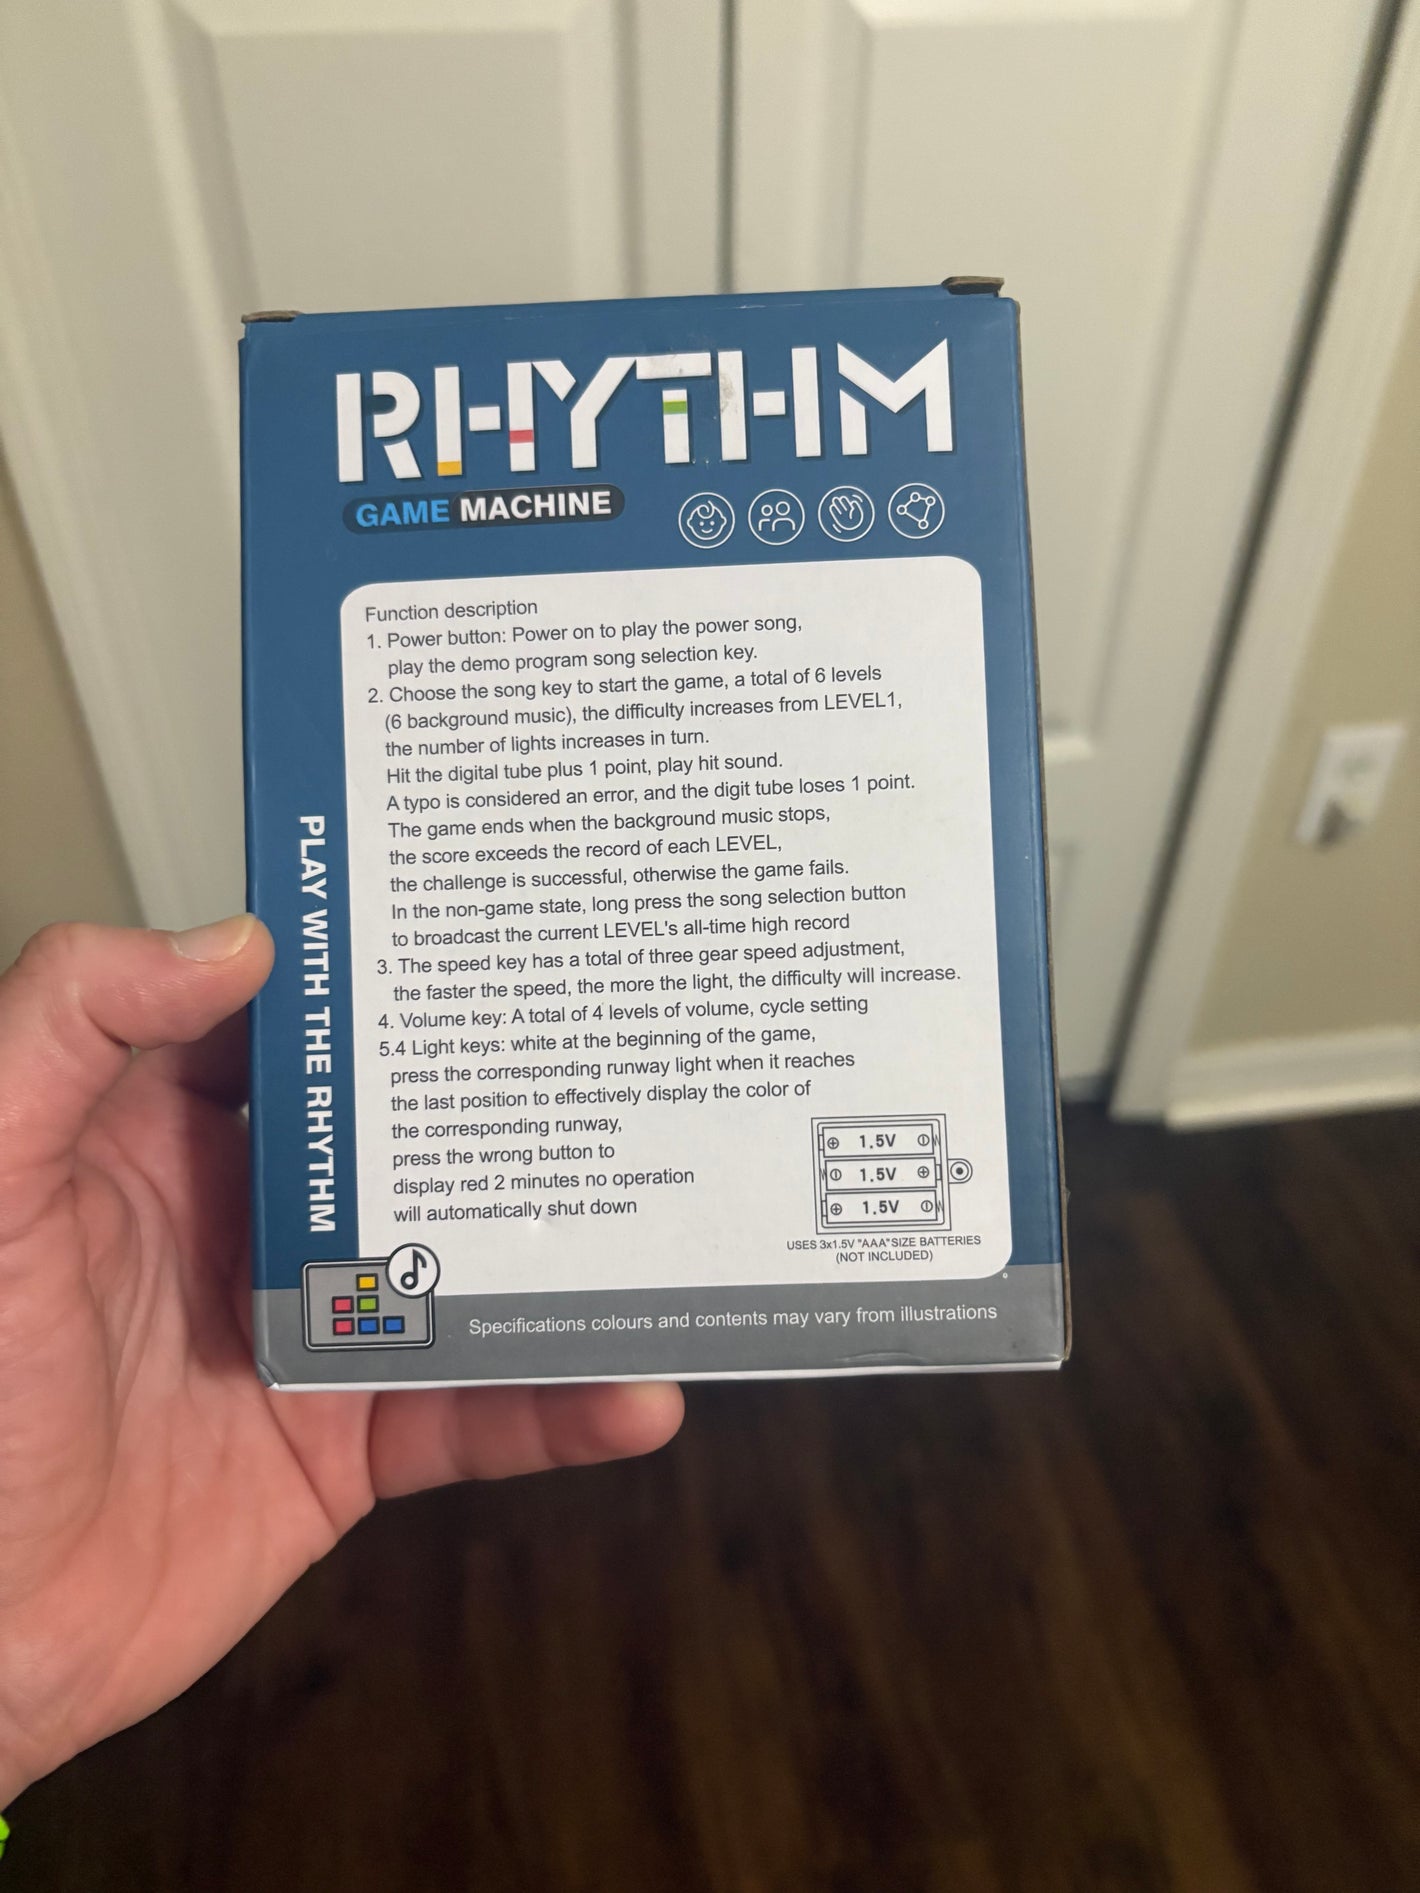 RHYTHM
GAME MACHINE
Function description
1. Power button: Power on to play the power song,
play the demo program song selection key.
2. Choose the song key to start the game, a total of 6 levels
(6 background music), the difficulty increases from LEVEL1,
the number of lights increases in turn.
Hit the digital tube plus 1 point, play hit sound.
A typo is considered an error, and the digit tube loses 1 point.
The game ends when the background music stops,
the score exceeds the record of each LEVEL,
the challenge is successful, otherwise the game fails.
In the non-game state, long press the song selection button
to broadcast the current LEVEL's all-time high record
3. The speed key has a total of three gear speed adjustment,
the faster the speed, the more the light, the difficulty will increase.
4. Volume key: A total of 4 levels of volume, cycle setting
5.4 Light keys: white at the beginning of the game,
press the corresponding runway light when it reaches
the last position to effectively display the color of
the corresponding runway,
press the wrong button to
display red 2 minutes no operation
will automatically shut down
1.5V
1.5V
1.5V
USES 3x1.5V "AAA"SIZE BATTERIES
(NOT INCLUDED)
PLAY WITH THE RHYTHM
Specifications colours and contents may vary from illustrations